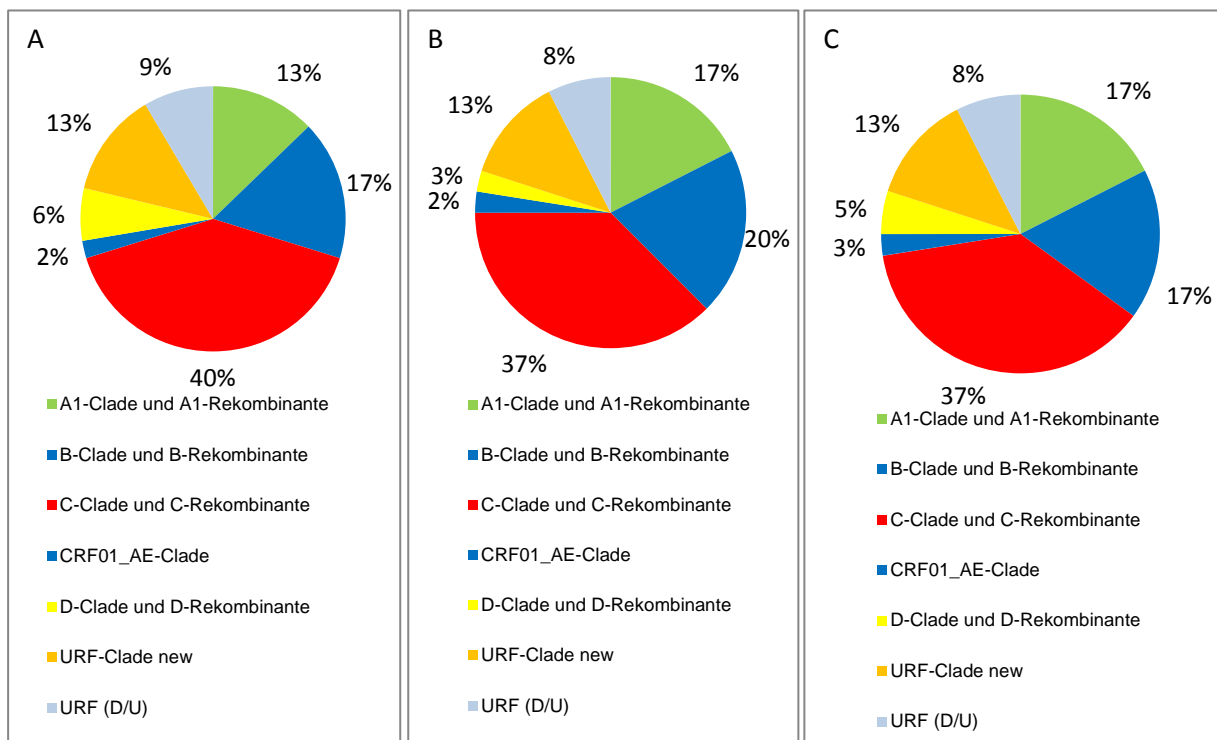 A
9%
13%
13%
17%
6%
2%
40%
A1-Clade und A1-Rekombinante
B-Clade und B-Rekombinante
C-Clade und C-Rekombinante
CRF01_AE-Clade
D-Clade und D-Rekombinante
URF-Clade new
URF (D/U)
B
8%
17%
13%
3%
2%
20%
37%
A1-Clade und A1-Rekombinante
B-Clade und B-Rekombinante
C-Clade und C-Rekombinante
CRF01_AE-Clade
D-Clade und D-Rekombinante
URF-Clade new
URF (D/U)
C
8%
17%
13%
5%
3%
17%
37%
A1-Clade und A1-Rekombinante
B-Clade und B-Rekombinante
C-Clade und C-Rekombinante
CRF01_AE-Clade
D-Clade und D-Rekombinante
URF-Clade new
URF (D/U)